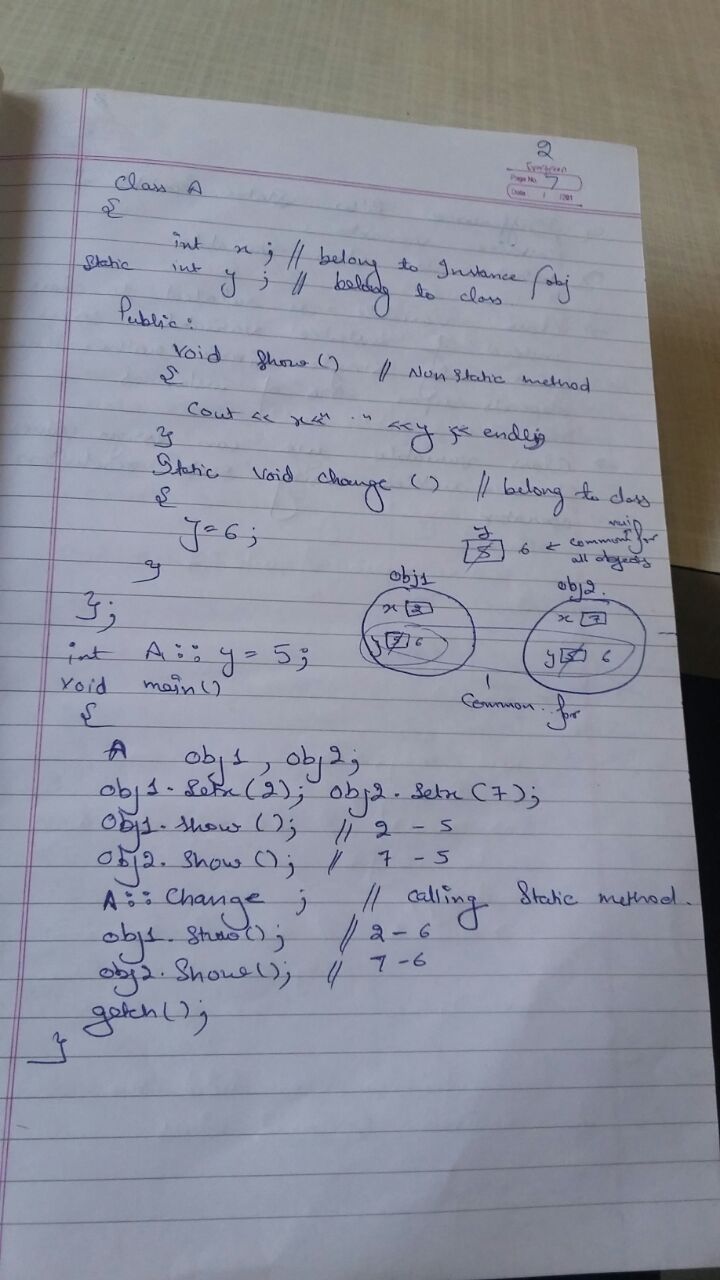 2
Evergreen
Page No. 7
Date / /201
Class A
{
int x ; // belong to Instance / obj
Static int y ; // belong to class
Public :
void show () // Non Static method
{
Cout << x <<" . " << y << endl;
}
Static void change () // belong to class
{
y = 6 ;
}
};
y
5 6 ← common for
all objects
obj1 obj2.
x 2 x 7
y 5 6 y 5 6
Common for
int A :: y = 5 ;
void main()
{
A obj1 , obj2;
obj1. Setx (2); obj2. Setx (7);
Obj1. show (); // 2 - 5
Obj2. Show (); // 7 - 5
A :: Change ; // calling Static method.
obj1. Show(); // 2 - 6
obj2. Show(); // 7 - 6
getch();
}